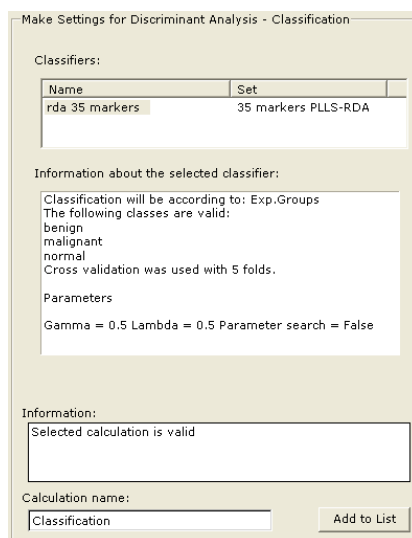 Make Settings for Discriminant Analysis - Classification
Classifiers:
Name Set
rda 35 markers 35 markers PLLS-RDA
Information about the selected classifier:
Classification will be according to: Exp.Groups
The following classes are valid:
benign
malignant
normal
Cross validation was used with 5 folds.
Parameters
Gamma = 0.5 Lambda = 0.5 Parameter search = False
Information:
Selected calculation is valid
Calculation name:
Classification Add to List